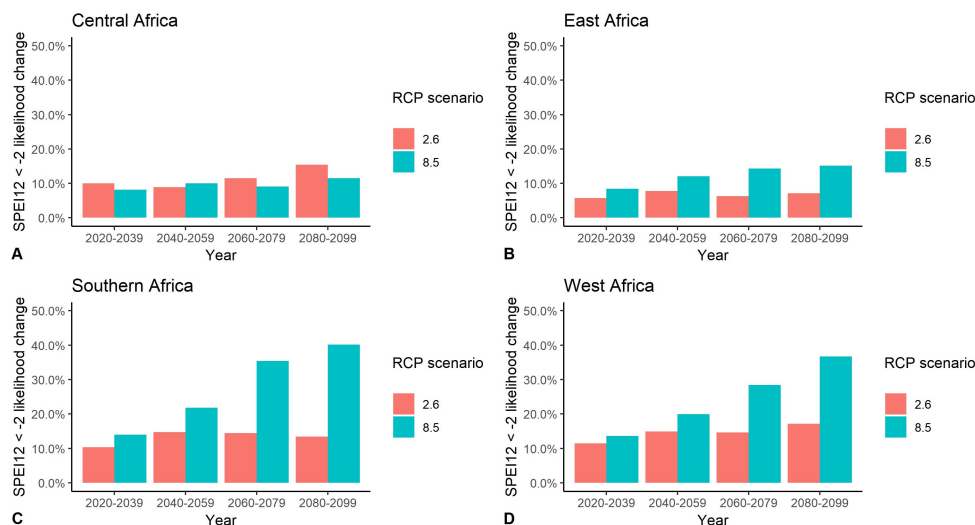 Central Africa
SPEI12 < -2 likelihood change
50.0%
40.0%
30.0%
20.0%
10.0%
0.0%
2020-2039 2040-2059 2060-2079 2080-2099
Year
A
RCP scenario
2.6
8.5
East Africa
SPEI12 < -2 likelihood change
50.0%
40.0%
30.0%
20.0%
10.0%
0.0%
2020-2039 2040-2059 2060-2079 2080-2099
Year
B
RCP scenario
2.6
8.5
Southern Africa
SPEI12 < -2 likelihood change
50.0%
40.0%
30.0%
20.0%
10.0%
0.0%
2020-2039 2040-2059 2060-2079 2080-2099
Year
C
RCP scenario
2.6
8.5
West Africa
SPEI12 < -2 likelihood change
50.0%
40.0%
30.0%
20.0%
10.0%
0.0%
2020-2039 2040-2059 2060-2079 2080-2099
Year
D
RCP scenario
2.6
8.5